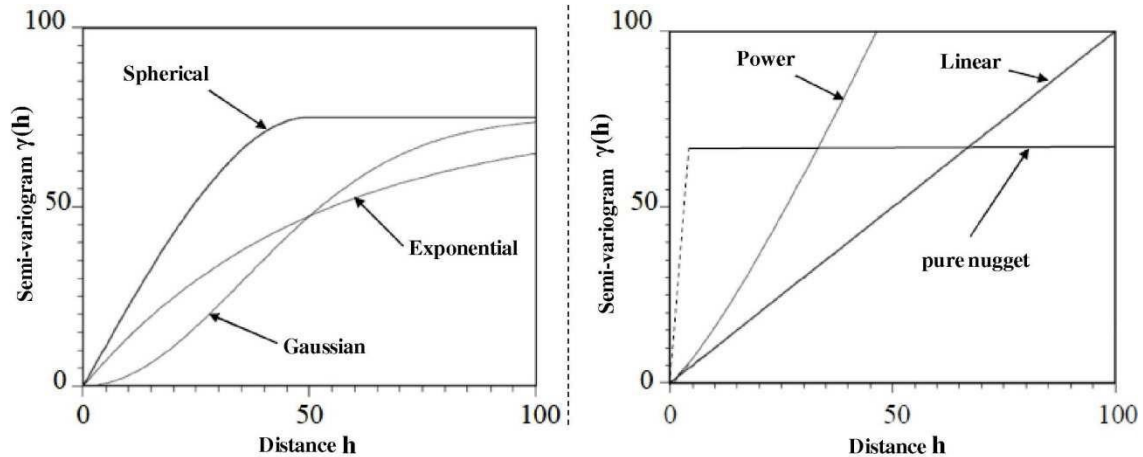 100
Spherical
Semi-variogram γ(h)
50
Exponential
Gaussian
0
0
50
100
Distance h
100
Power
Linear
Semi-variogram γ(h)
50
pure nugget
0
0
50
100
Distance h